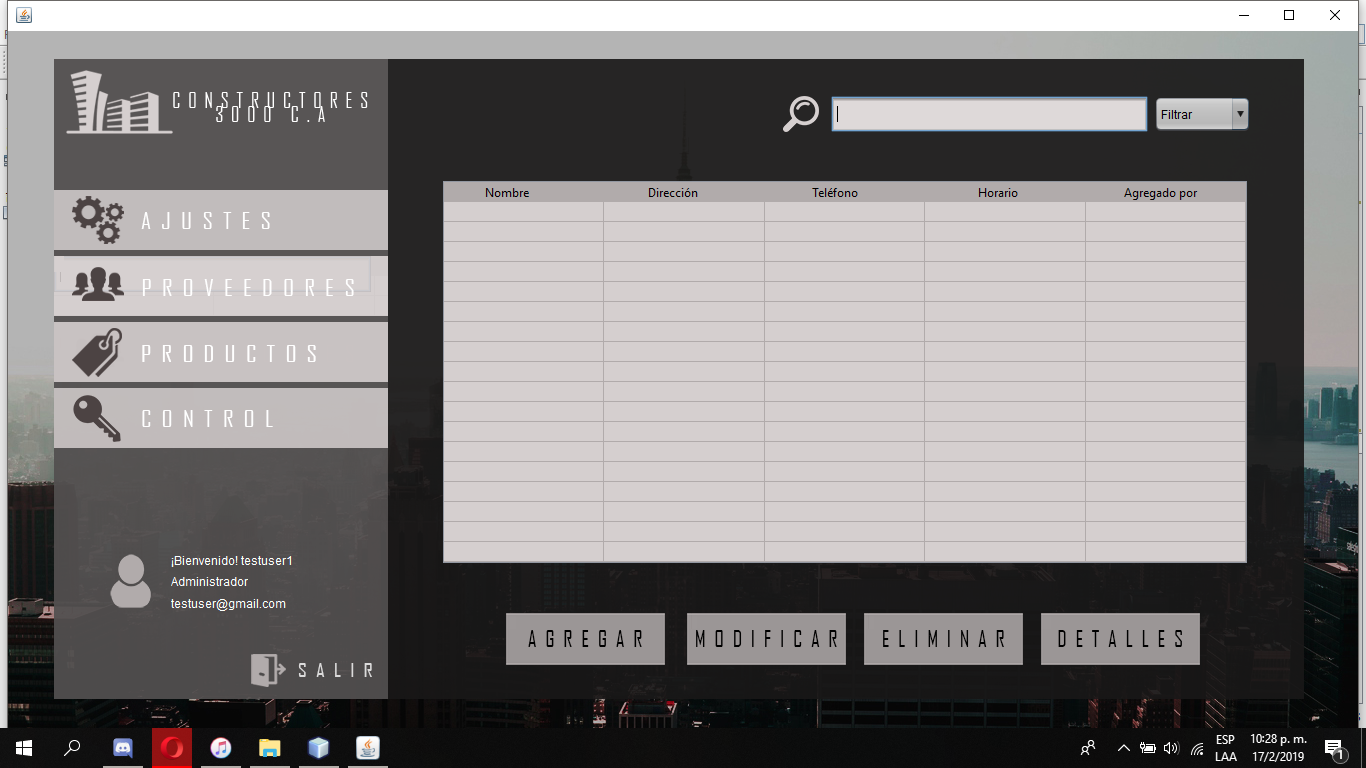 CONSTRUCTORES
3000 C.A
Filtrar
AJUSTES
PROVEEDORES
PRODUCTOS
CONTROL
Nombre Dirección Teléfono Horario Agregado por
¡Bienvenido! testuser1
Administrador
testuser@gmail.com
SALIR
AGREGAR MODIFICAR ELIMINAR DETALLES
ESP 10:28 p. m.
LAA 17/2/2019
1